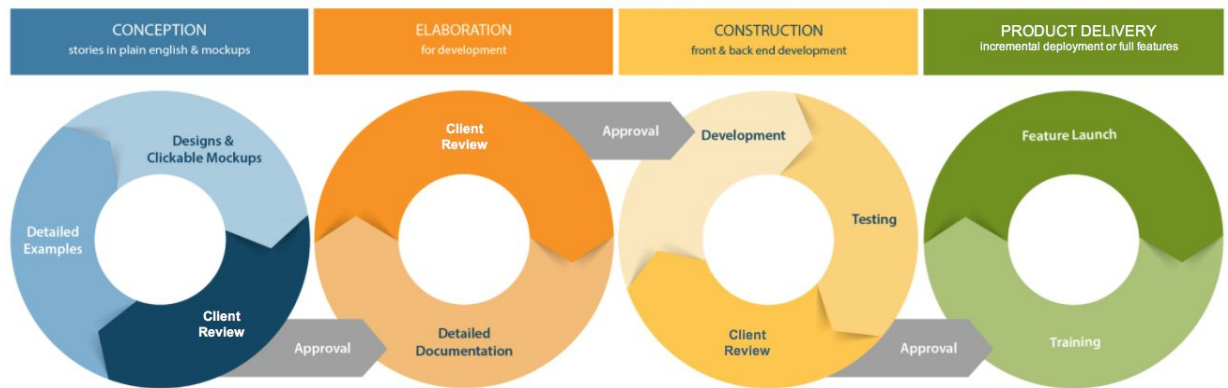 CONCEPTION
stories in plain english & mockups
ELABORATION
for development
CONSTRUCTION
front & back end development
PRODUCT DELIVERY
incremental deployment or full features
Designs &
Clickable Mockups
Detailed
Examples
Client
Review
Approval
Client
Review
Detailed
Documentation
Approval
Development
Testing
Client
Review
Approval
Feature Launch
Training